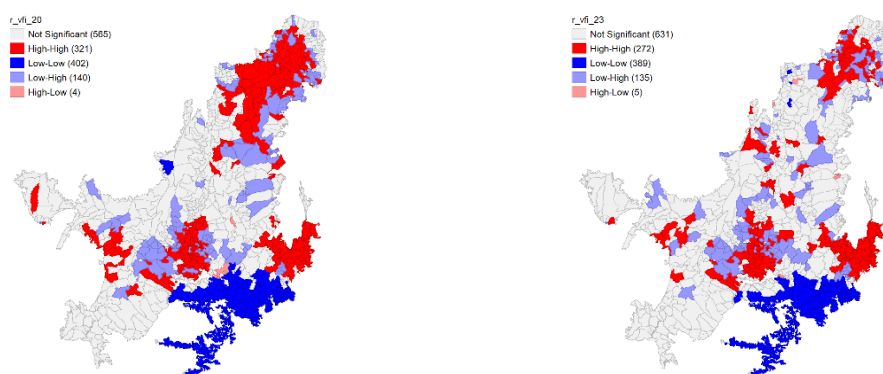 r_vfi_20
Not Significant (565)
High-High (321)
Low-Low (402)
Low-High (140)
High-Low (4)
r_vfi_23
Not Significant (631)
High-High (272)
Low-Low (389)
Low-High (135)
High-Low (5)